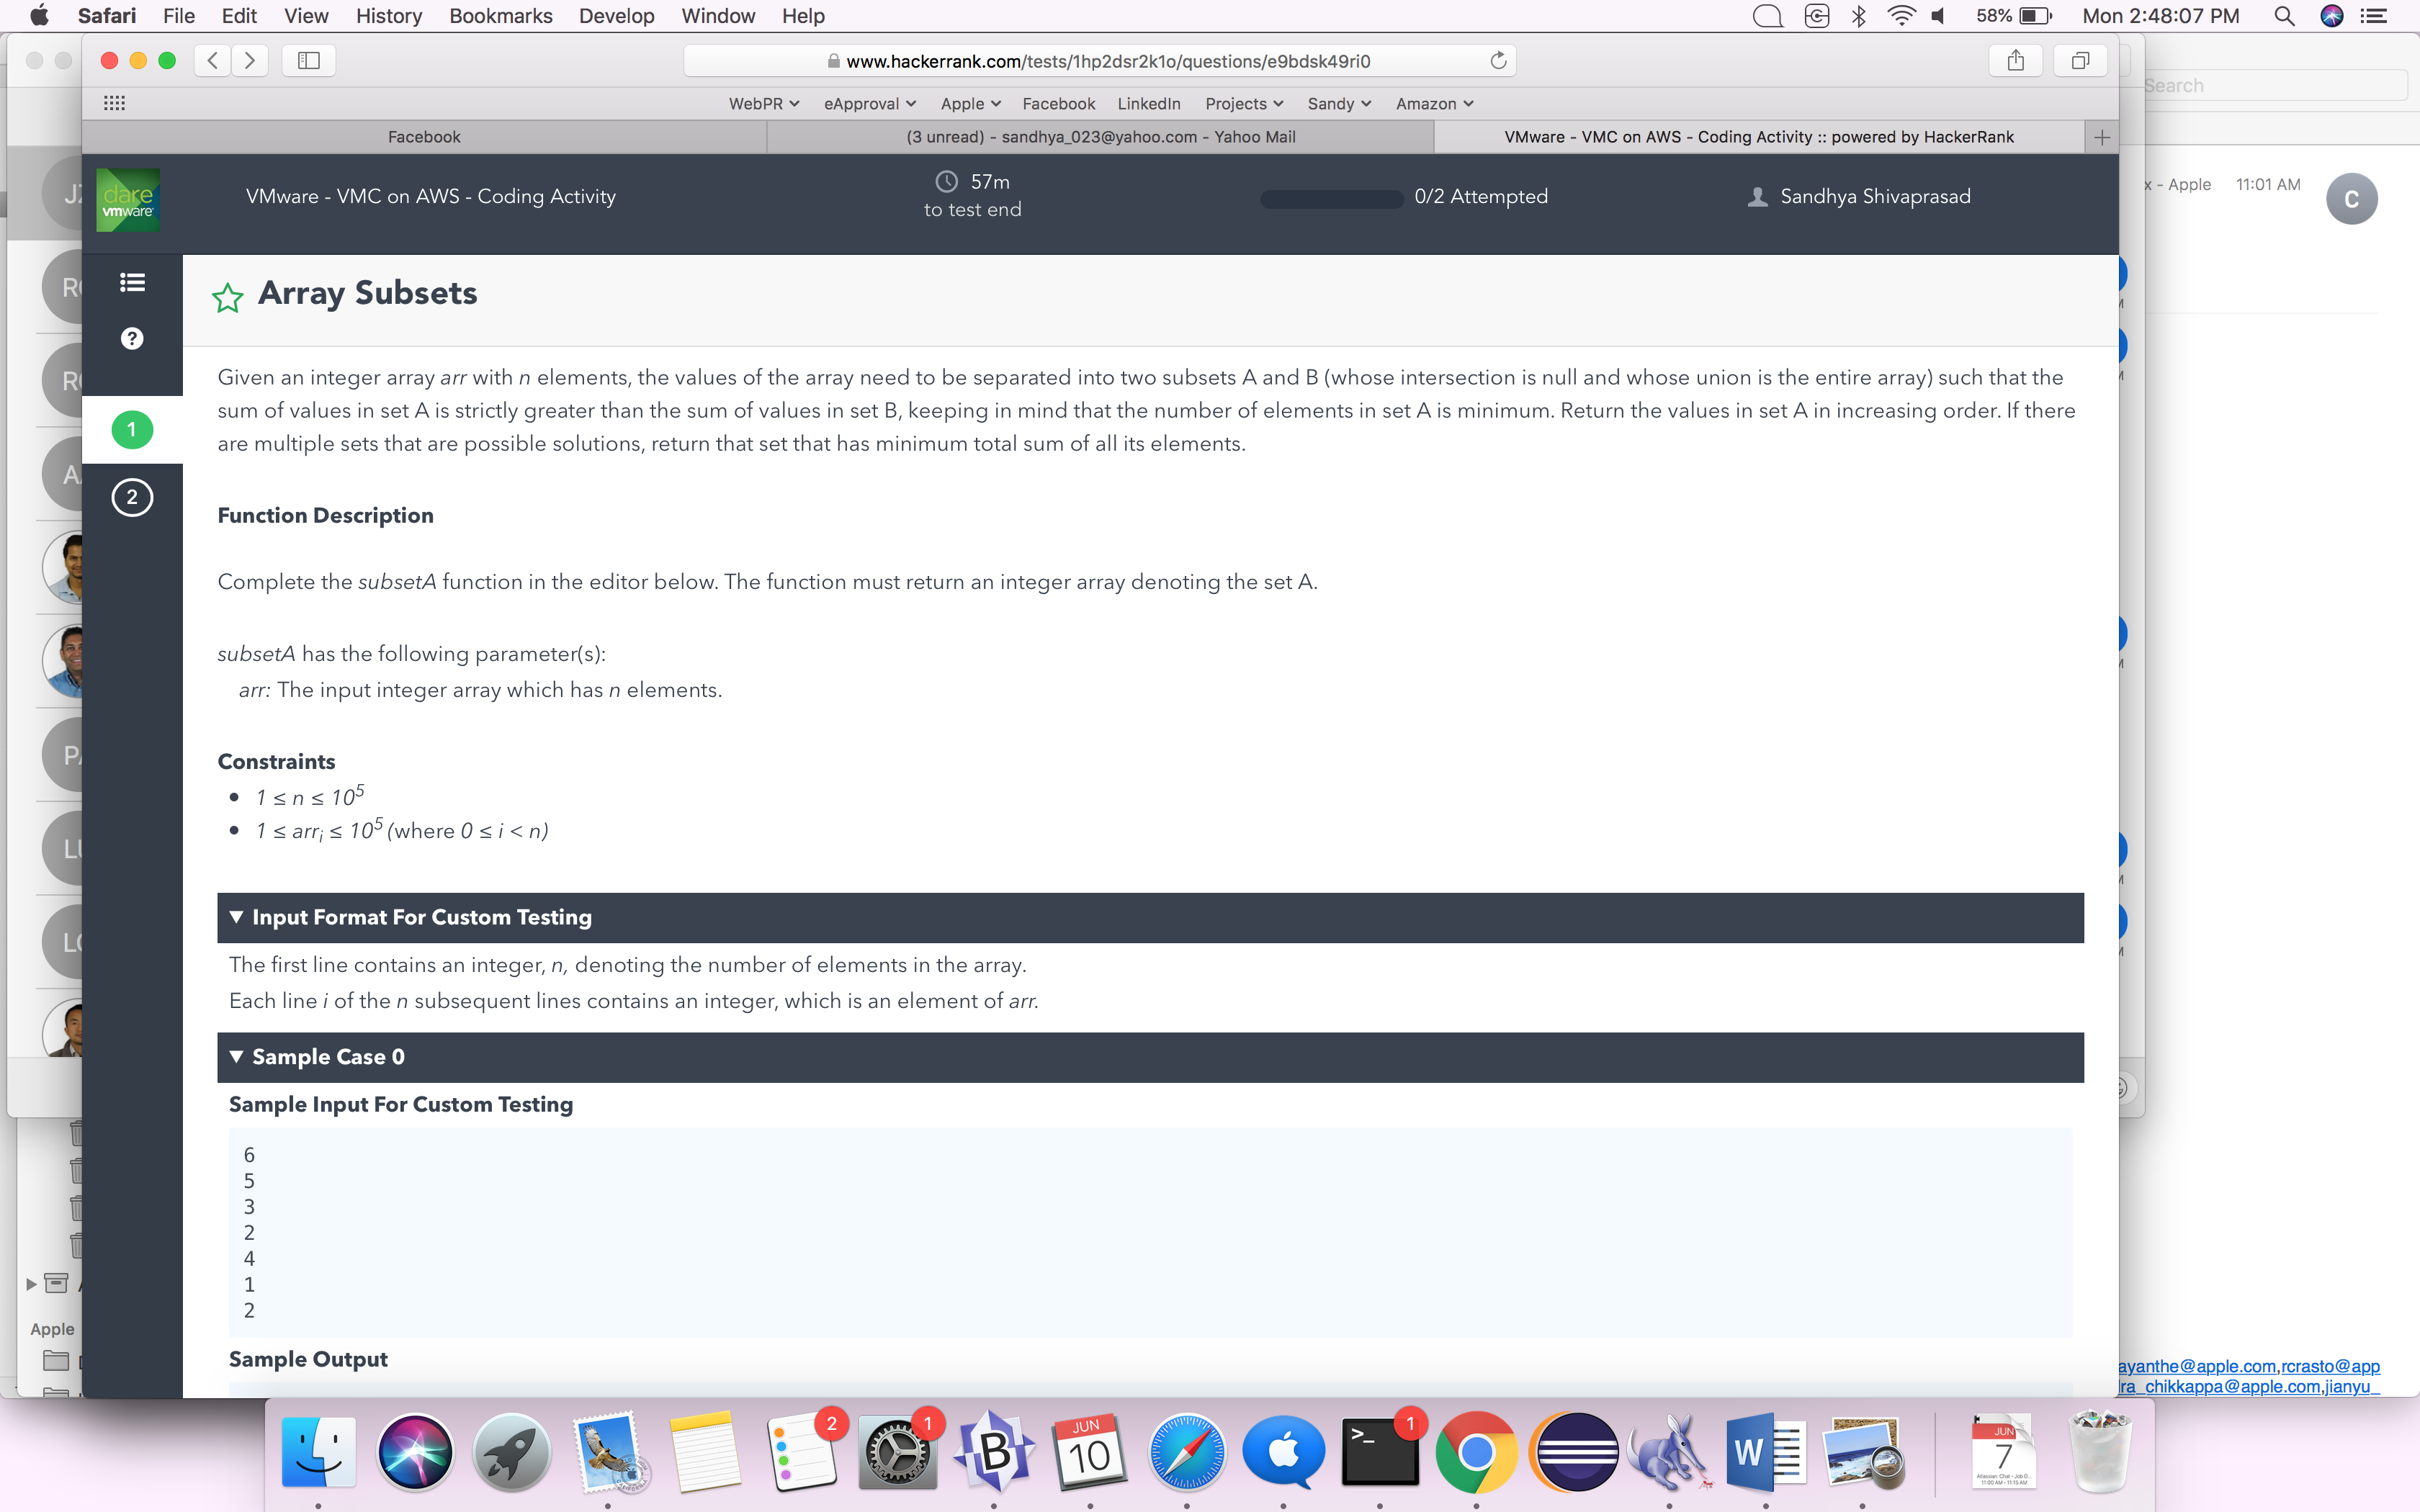 Safari File Edit View History Bookmarks Develop Window Help 58% Mon 2:48:07 PM
www.hackerrank.com/tests/1hp2dsr2k1o/questions/e9bdsk49ri0
Search
WebPR eApproval Apple Facebook LinkedIn Projects Sandy Amazon
Facebook (3 unread) - sandhya_023@yahoo.com - Yahoo Mail VMware - VMC on AWS - Coding Activity :: powered by HackerRank
dare
vmware
VMware - VMC on AWS - Coding Activity
57m
to test end
0/2 Attempted
Sandhya Shivaprasad
x - Apple 11:01 AM
C
?
1
2
Array Subsets
Given an integer array arr with n elements, the values of the array need to be separated into two subsets A and B (whose intersection is null and whose union is the entire array) such that the
sum of values in set A is strictly greater than the sum of values in set B, keeping in mind that the number of elements in set A is minimum. Return the values in set A in increasing order. If there
are multiple sets that are possible solutions, return that set that has minimum total sum of all its elements.
Function Description
Complete the subsetA function in the editor below. The function must return an integer array denoting the set A.
subsetA has the following parameter(s):
arr: The input integer array which has n elements.
Constraints
• 1 ≤ n ≤ 10⁵
• 1 ≤ arrᵢ ≤ 10⁵ (where 0 ≤ i < n)
▼ Input Format For Custom Testing
The first line contains an integer, n, denoting the number of elements in the array.
Each line i of the n subsequent lines contains an integer, which is an element of arr.
▼ Sample Case 0
Sample Input For Custom Testing
6
5
3
2
4
1
2
Sample Output
Apple
ayanthe@apple.com,rcrasto@app
ra_chikkappa@apple.com,jianyu_
2
1
B
JUN
10
>_
1
W
JUN
7